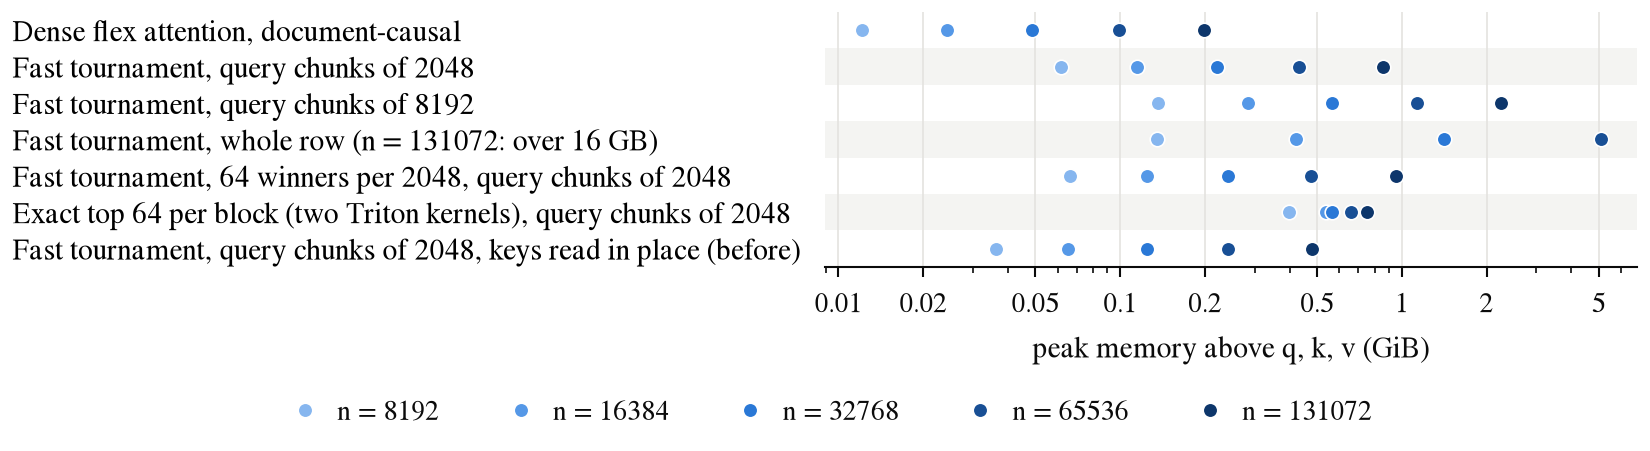 Dense flex attention, document-causal
Fast tournament, query chunks of 2048
Fast tournament, query chunks of 8192
Fast tournament, whole row (n = 131072: over 16 GB)
Fast tournament, 64 winners per 2048, query chunks of 2048
Exact top 64 per block (two Triton kernels), query chunks of 2048
Fast tournament, query chunks of 2048, keys read in place (before)
0.01 0.02 0.05 0.1 0.2 0.5 1 2 5
peak memory above q, k, v (GiB)
n = 8192 n = 16384 n = 32768 n = 65536 n = 131072